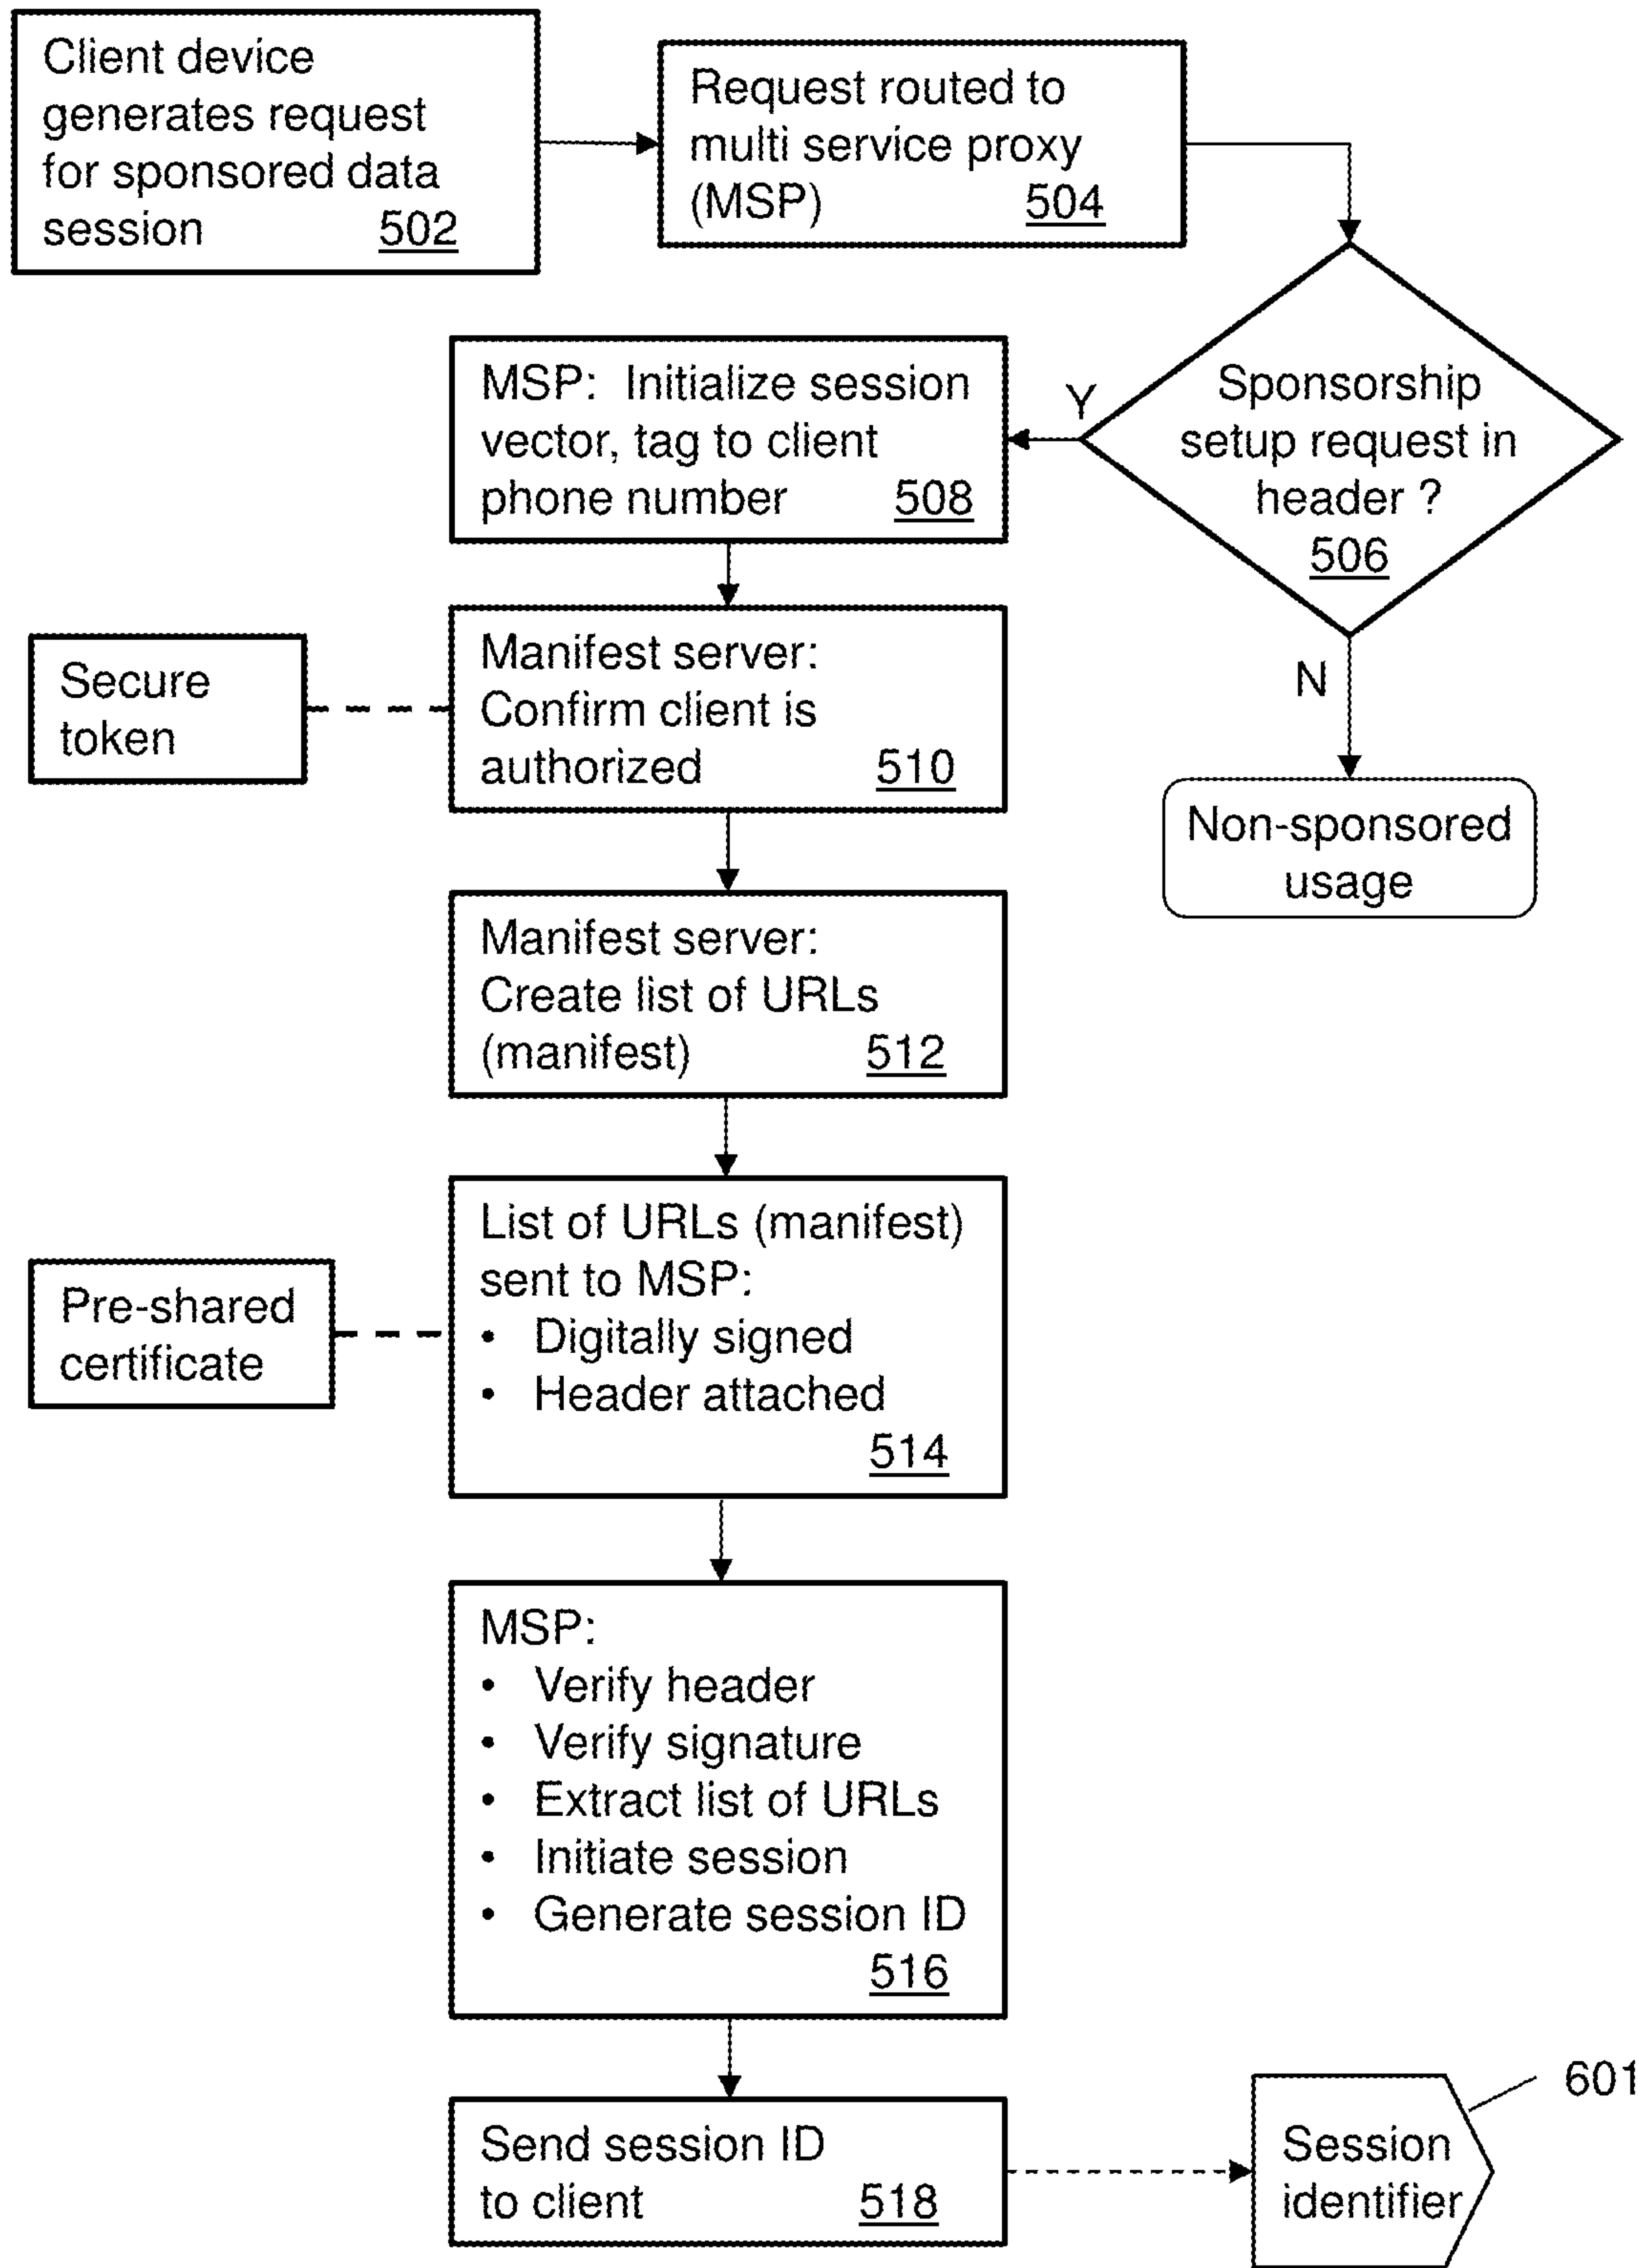 Client device
generates request
for sponsored data
session 502
Request routed to
multi service proxy
(MSP) 504
Sponsorship
setup request in
header ?
506
Y
N
Non-sponsored
usage
MSP: Initialize session
vector, tag to client
phone number 508
Secure
token
Manifest server:
Confirm client is
authorized 510
Manifest server:
Create list of URLs
(manifest) 512
Pre-shared
certificate
List of URLs (manifest)
sent to MSP:
• Digitally signed
• Header attached
514
MSP:
• Verify header
• Verify signature
• Extract list of URLs
• Initiate session
• Generate session ID
516
Send session ID
to client 518
Session
identifier
601